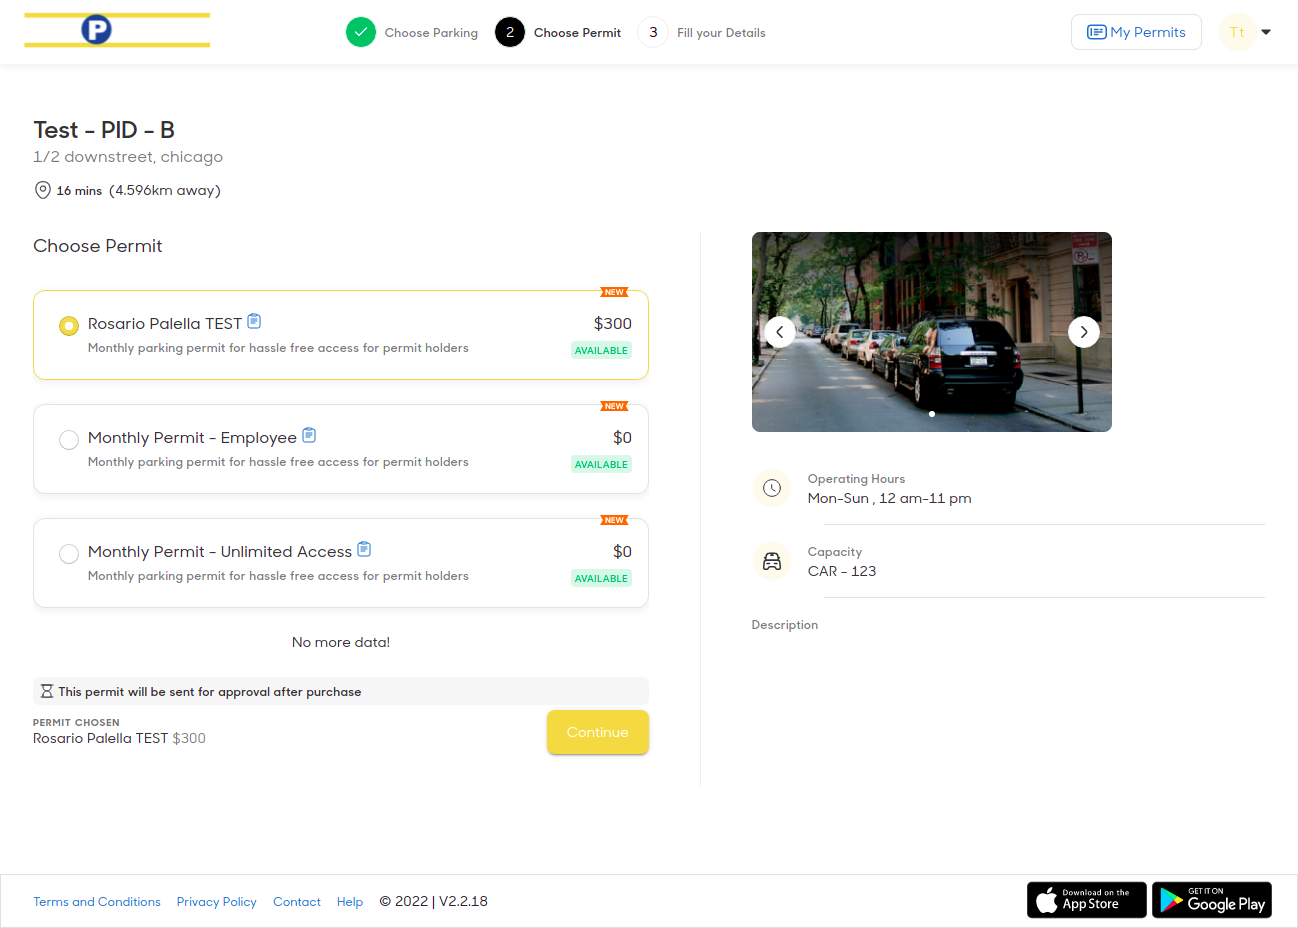 P
Choose Parking
2
Choose Permit
3
Fill your Details
My Permits
Tt
Test - PID - B
1/2 downstreet, chicago
16 mins (4.596km away)
Choose Permit
NEW
Rosario Palella TEST
$300
Monthly parking permit for hassle free access for permit holders
AVAILABLE
NEW
Monthly Permit - Employee
$0
Monthly parking permit for hassle free access for permit holders
AVAILABLE
NEW
Monthly Permit - Unlimited Access
$0
Monthly parking permit for hassle free access for permit holders
AVAILABLE
No more data!
This permit will be sent for approval after purchase
PERMIT CHOSEN
Rosario Palella TEST $300
Continue
Operating Hours
Mon-Sun , 12 am-11 pm
Capacity
CAR - 123
Description
Terms and Conditions
Privacy Policy
Contact
Help
© 2022 | V2.2.18
Download on the
App Store
GET IT ON
Google Play